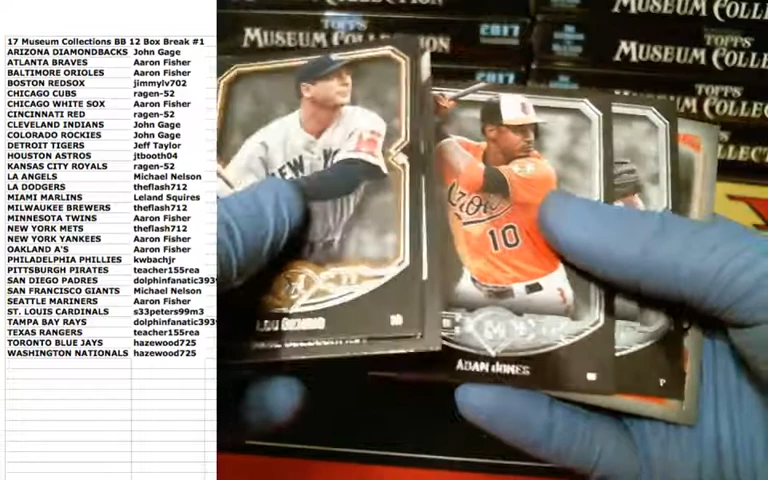 17 Museum Collections BB 12 Box Break #1
ARIZONA DIAMONDBACKS John Gage
ATLANTA BRAVES Aaron Fisher
BALTIMORE ORIOLES Aaron Fisher
BOSTON REDSOX jimmylv702
CHICAGO CUBS ragen-52
CHICAGO WHITE SOX Aaron Fisher
CINCINNATI RED ragen-52
CLEVELAND INDIANS John Gage
COLORADO ROCKIES John Gage
DETROIT TIGERS Jeff Taylor
HOUSTON ASTROS jtbooth04
KANSAS CITY ROYALS ragen-52
LA ANGELS Michael Nelson
LA DODGERS theflash712
MIAMI MARLINS Leland Squires
MILWAUKEE BREWERS theflash712
MINNESOTA TWINS Aaron Fisher
NEW YORK METS theflash712
NEW YORK YANKEES Aaron Fisher
OAKLAND A'S Aaron Fisher
PHILADELPHIA PHILLIES kwbachjr
PITTSBURGH PIRATES teacher155rea
SAN DIEGO PADRES dolphinfanatic393
SAN FRANCISCO GIANTS Michael Nelson
SEATTLE MARINERS Aaron Fisher
ST. LOUIS CARDINALS s33peters99m3
TAMPA BAY RAYS dolphinfanatic393
TEXAS RANGERS teacher155rea
TORONTO BLUE JAYS hazewood725
WASHINGTON NATIONALS hazewood725
MUSEUM COLL
TOPPS 2017
MUSEUM COLLECTION
TOPPS
MUSEUM COLL
2017
TOPPS
COLLE
LLECT
NEW
10
M
ADAM JONES
P